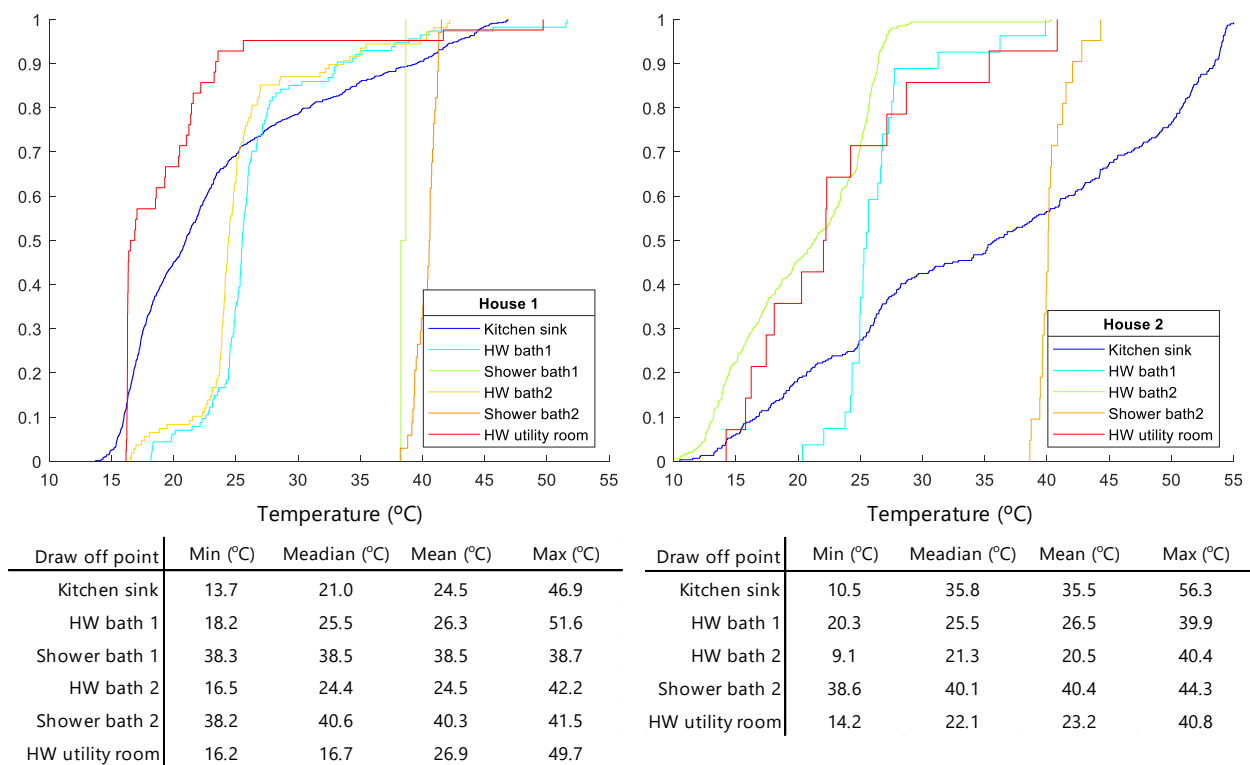 1
0.9
0.8
0.7
0.6
0.5
0.4
0.3
0.2
0.1
0
10 15 20 25 30 35 40 45 50 55
Temperature (ºC)
House 1
Kitchen sink
HW bath1
Shower bath1
HW bath2
Shower bath2
HW utility room
1
0.9
0.8
0.7
0.6
0.5
0.4
0.3
0.2
0.1
0
10 15 20 25 30 35 40 45 50 55
Temperature (ºC)
House 2
Kitchen sink
HW bath1
HW bath2
Shower bath2
HW utility room
Draw off point Min (ºC) Meadian (ºC) Mean (ºC) Max (ºC)
Kitchen sink 13.7 21.0 24.5 46.9
HW bath 1 18.2 25.5 26.3 51.6
Shower bath 1 38.3 38.5 38.5 38.7
HW bath 2 16.5 24.4 24.5 42.2
Shower bath 2 38.2 40.6 40.3 41.5
HW utility room 16.2 16.7 26.9 49.7
Draw off point Min (ºC) Meadian (ºC) Mean (ºC) Max (ºC)
Kitchen sink 10.5 35.8 35.5 56.3
HW bath 1 20.3 25.5 26.5 39.9
HW bath 2 9.1 21.3 20.5 40.4
Shower bath 2 38.6 40.1 40.4 44.3
HW utility room 14.2 22.1 23.2 40.8